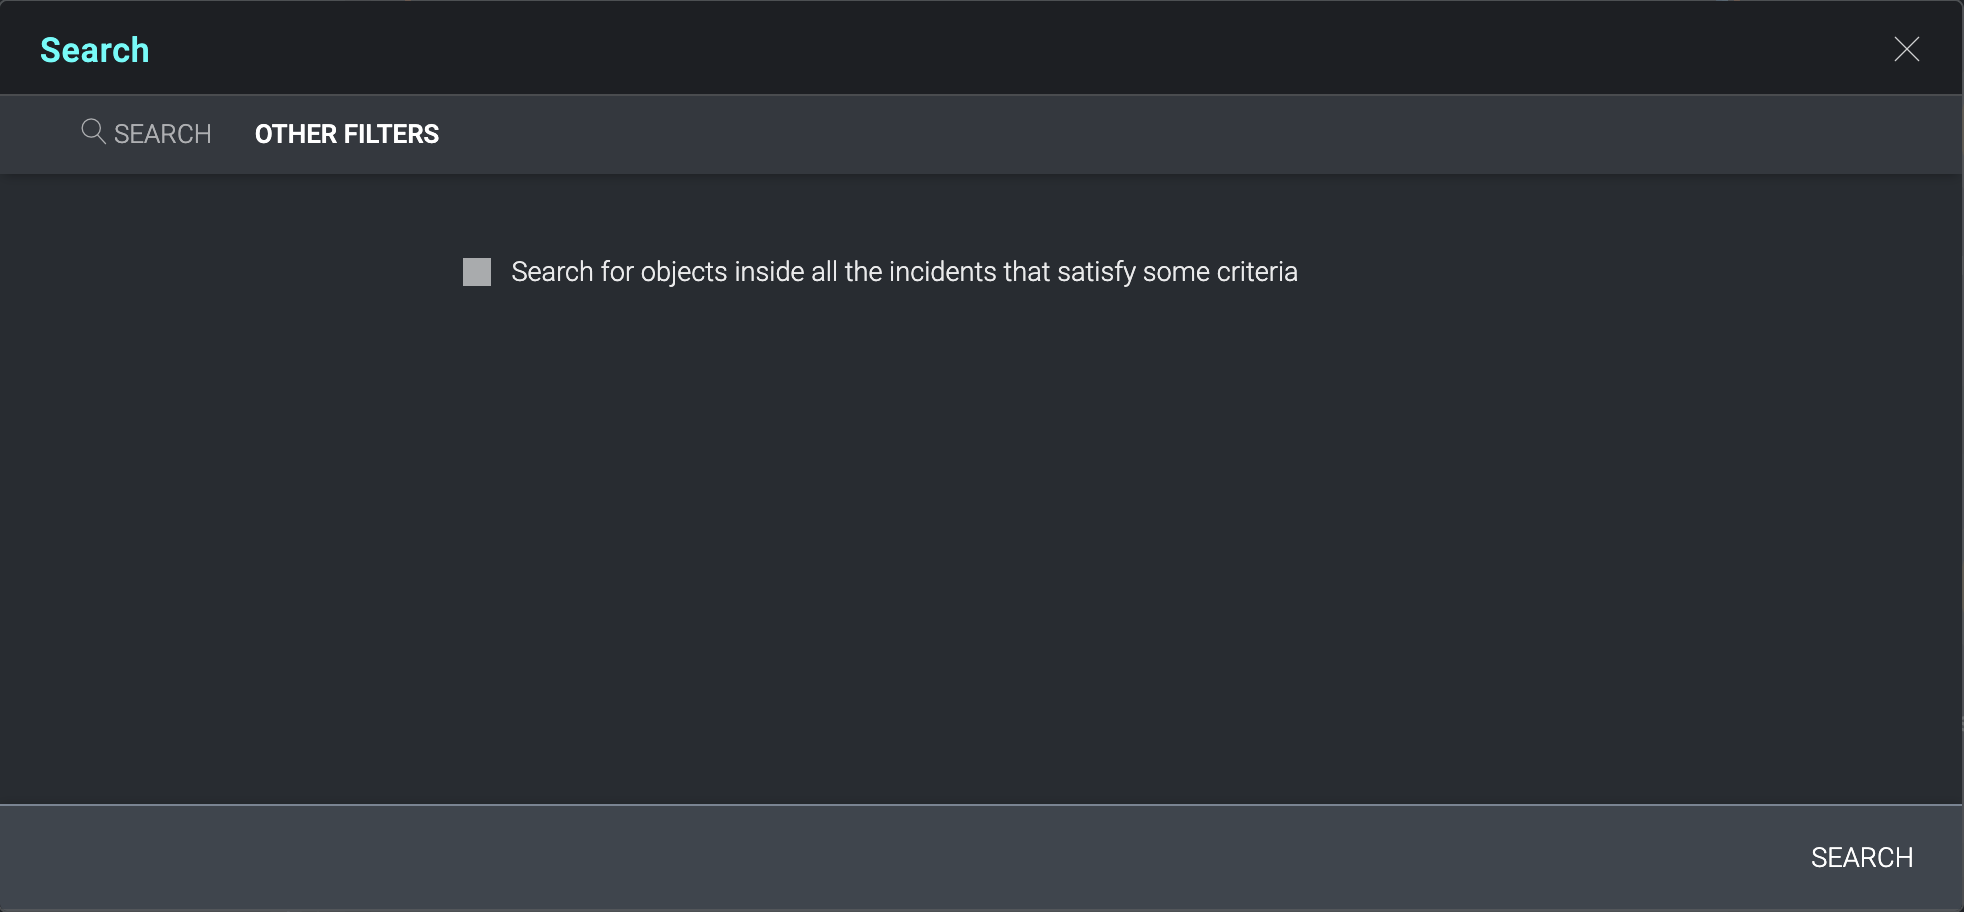 Search
SEARCH OTHER FILTERS
Search for objects inside all the incidents that satisfy some criteria
SEARCH